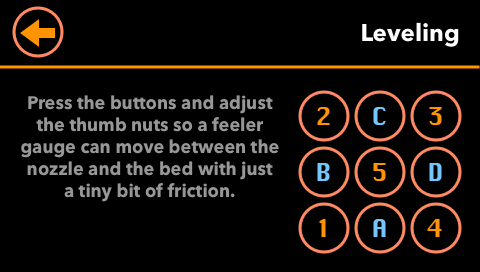 Leveling
Press the buttons and adjust
the thumb nuts so a feeler
gauge can move between the
nozzle and the bed with just
a tiny bit of friction.
2 C 3
B 5 D
1 A 4